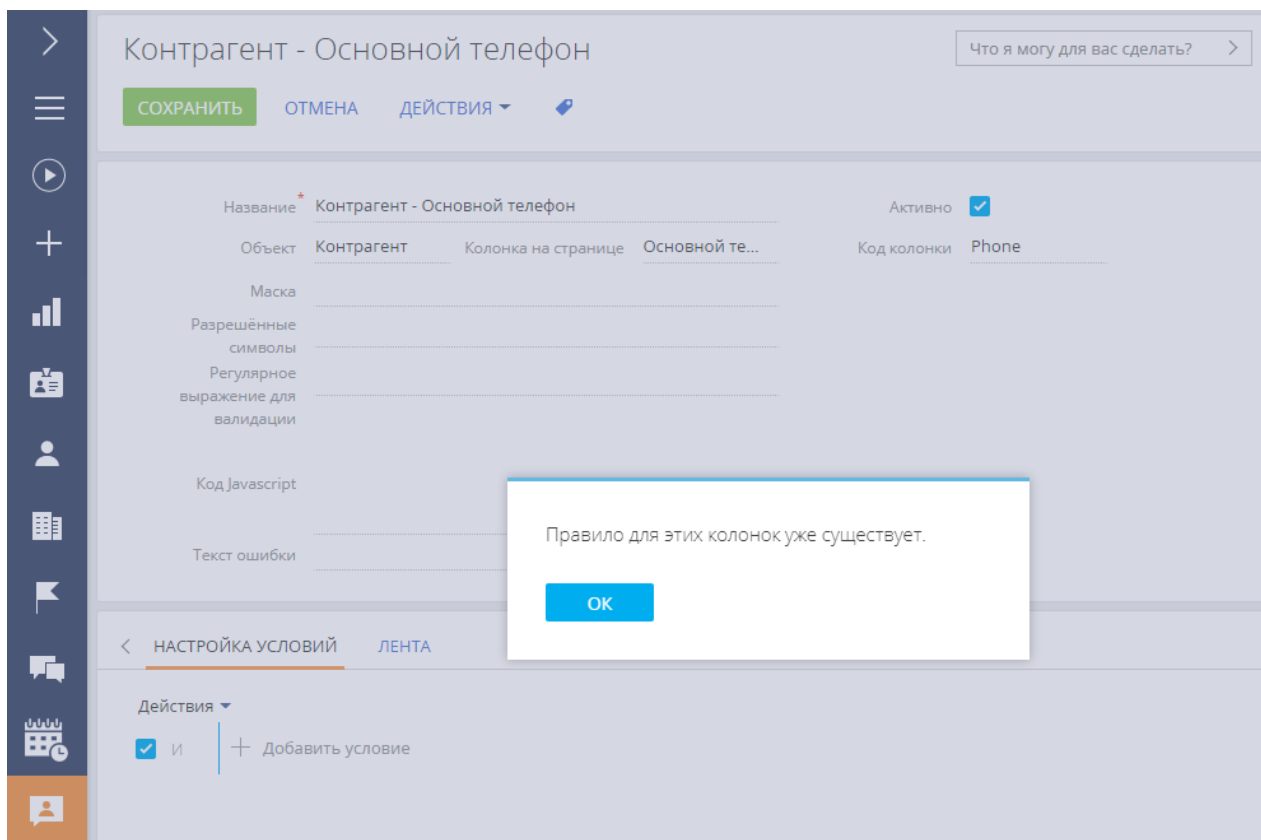 Контрагент - Основной телефон
Что я могу для вас сделать?
СОХРАНИТЬ ОТМЕНА ДЕЙСТВИЯ
Название* Контрагент - Основной телефон Активно
Объект Контрагент Колонка на странице Основной те... Код колонки Phone
Маска
Разрешённые
символы
Регулярное
выражение для
валидации
Код Javascript
Текст ошибки
Правило для этих колонок уже существует.
ОК
НАСТРОЙКА УСЛОВИЙ ЛЕНТА
Действия
И Добавить условие